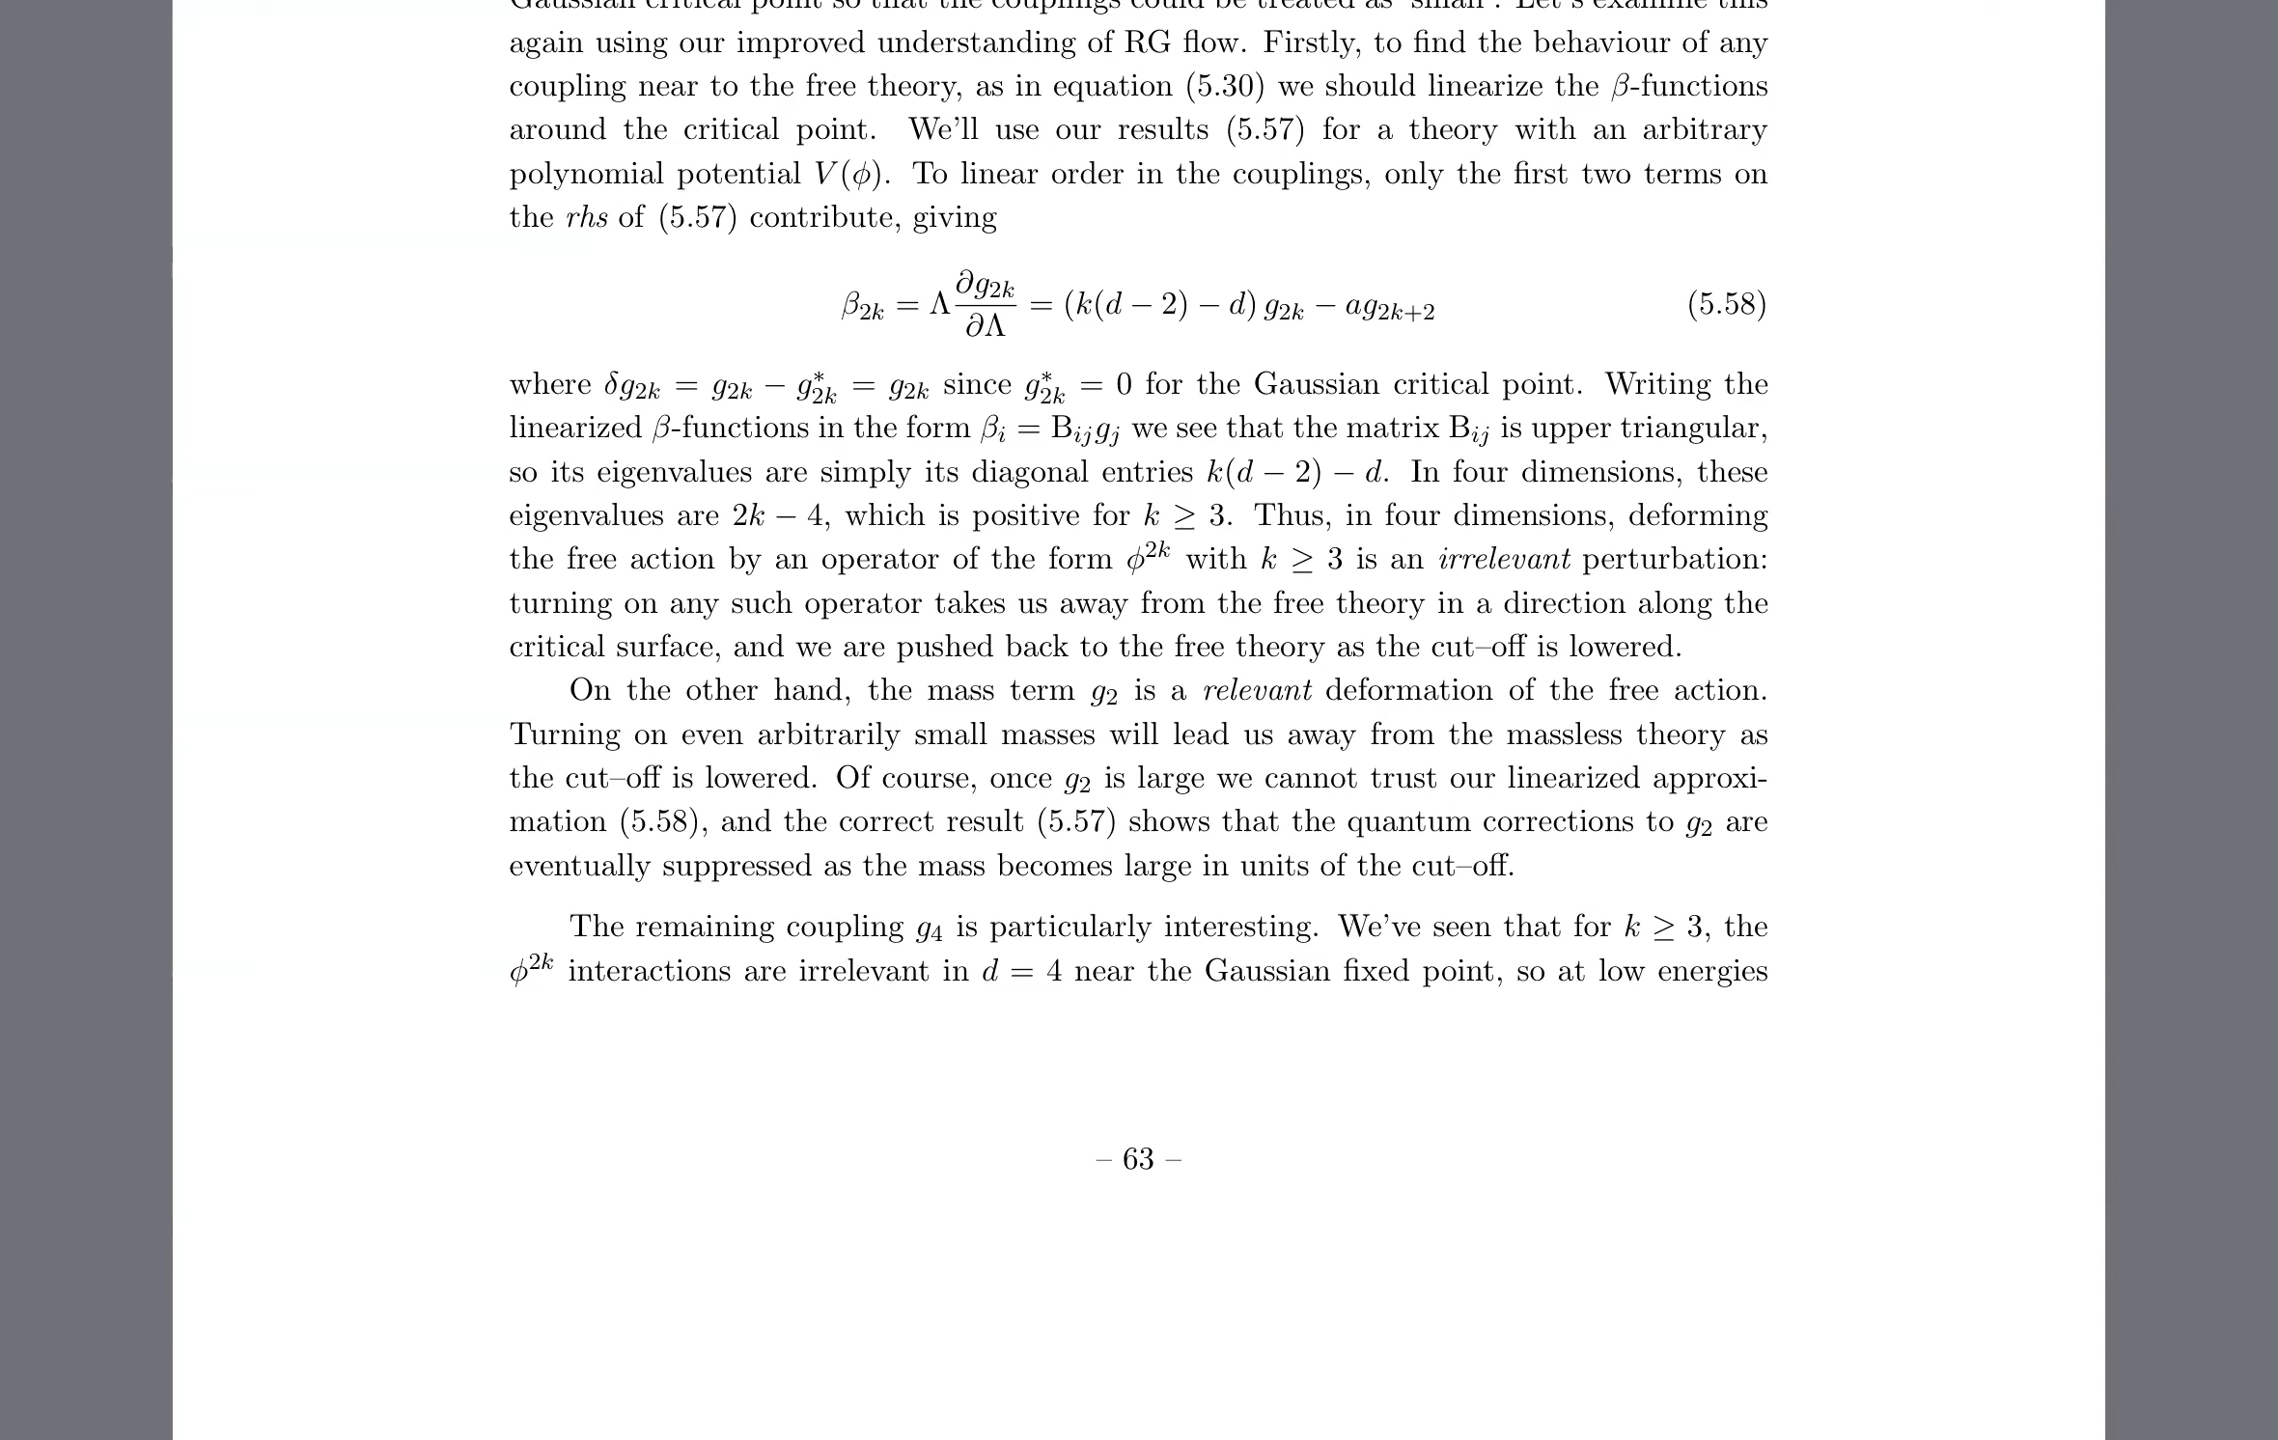 Gaussian critical point so that the couplings could be treated as 'small'. Let's examine this
again using our improved understanding of RG flow. Firstly, to find the behaviour of any
coupling near to the free theory, as in equation (5.30) we should linearize the β-functions
around the critical point. We'll use our results (5.57) for a theory with an arbitrary
polynomial potential V(ϕ). To linear order in the couplings, only the first two terms on
the rhs of (5.57) contribute, giving
β_{2k} = Λ ∂g_{2k}/∂Λ = (k(d − 2) − d) g_{2k} − ag_{2k+2} (5.58)
where δg_{2k} = g_{2k} − g*_{2k} = g_{2k} since g*_{2k} = 0 for the Gaussian critical point. Writing the
linearized β-functions in the form β_i = B_{ij}g_j we see that the matrix B_{ij} is upper triangular,
so its eigenvalues are simply its diagonal entries k(d − 2) − d. In four dimensions, these
eigenvalues are 2k − 4, which is positive for k ≥ 3. Thus, in four dimensions, deforming
the free action by an operator of the form ϕ^{2k} with k ≥ 3 is an irrelevant perturbation:
turning on any such operator takes us away from the free theory in a direction along the
critical surface, and we are pushed back to the free theory as the cut–off is lowered.
On the other hand, the mass term g_2 is a relevant deformation of the free action.
Turning on even arbitrarily small masses will lead us away from the massless theory as
the cut–off is lowered. Of course, once g_2 is large we cannot trust our linearized approxi-
mation (5.58), and the correct result (5.57) shows that the quantum corrections to g_2 are
eventually suppressed as the mass becomes large in units of the cut–off.
The remaining coupling g_4 is particularly interesting. We've seen that for k ≥ 3, the
ϕ^{2k} interactions are irrelevant in d = 4 near the Gaussian fixed point, so at low energies
– 63 –